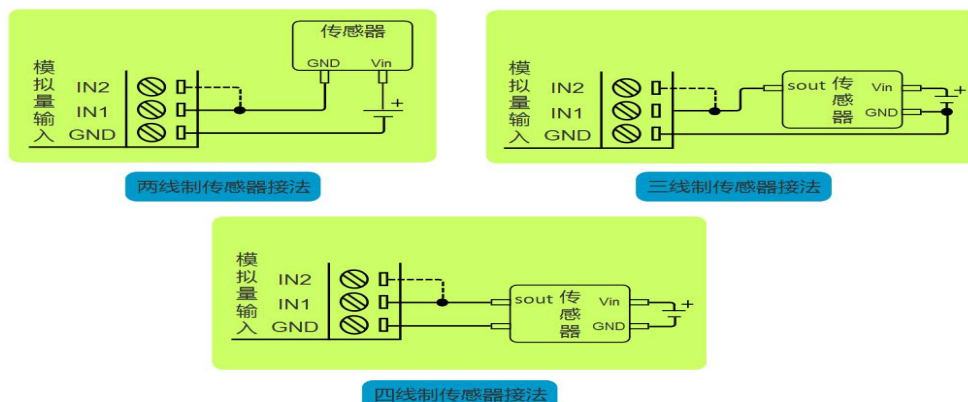 传感器
GND Vin
模拟量输入
IN2
IN1
GND
+
两线制传感器接法
模拟量输入
IN2
IN1
GND
sout
传感器
Vin
GND
+
三线制传感器接法
模拟量输入
IN2
IN1
GND
sout
传感器
Vin
GND
+
四线制传感器接法